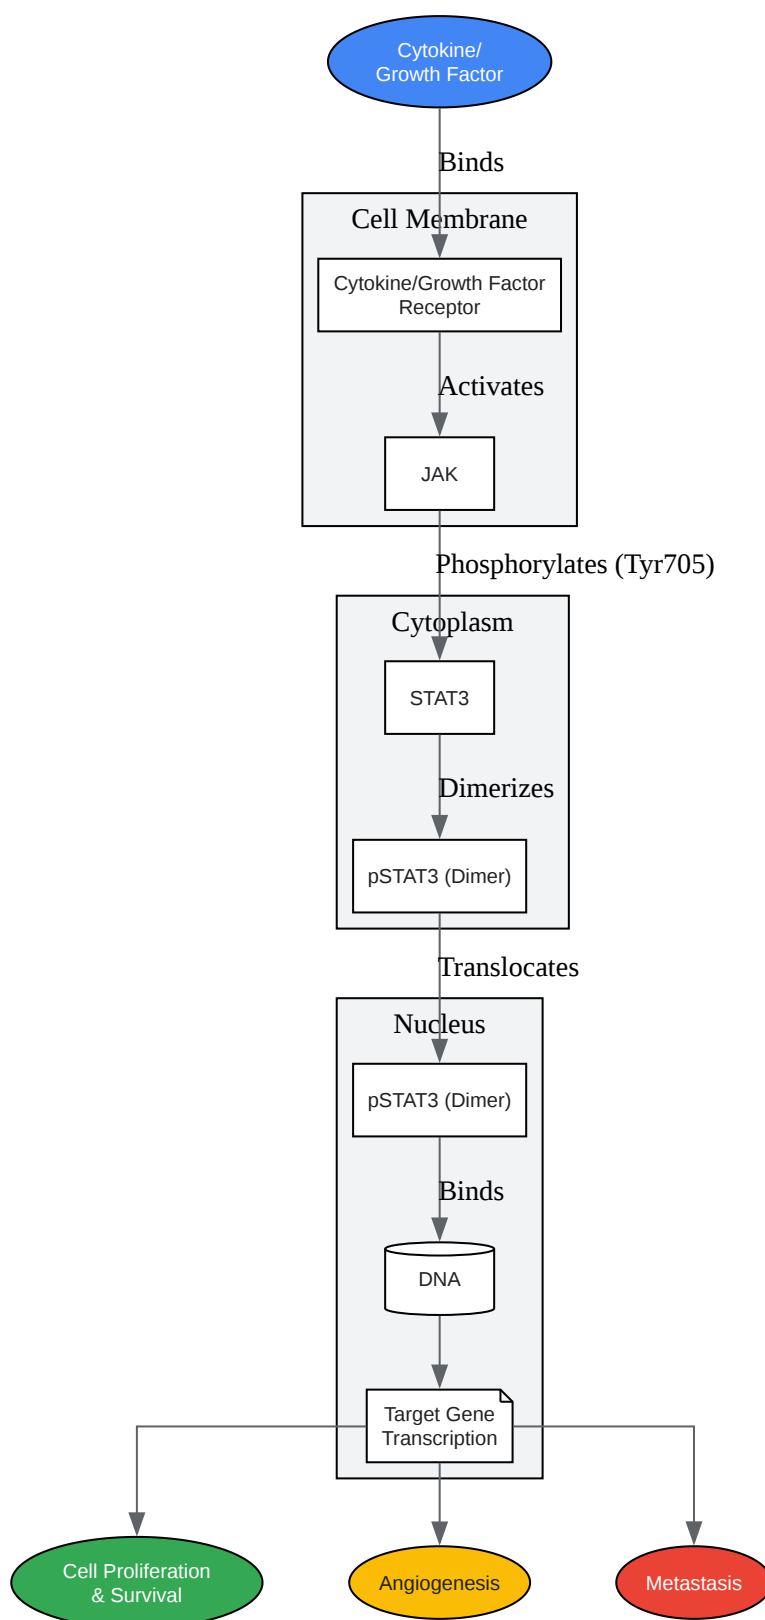 Cytokine/
Growth Factor
Binds
Cell Membrane
Cytokine/Growth Factor
Receptor
Activates
JAK
Phosphorylates (Tyr705)
Cytoplasm
STAT3
Dimerizes
pSTAT3 (Dimer)
Translocates
Nucleus
pSTAT3 (Dimer)
Binds
DNA
Target Gene
Transcription
Cell Proliferation
& Survival
Angiogenesis
Metastasis